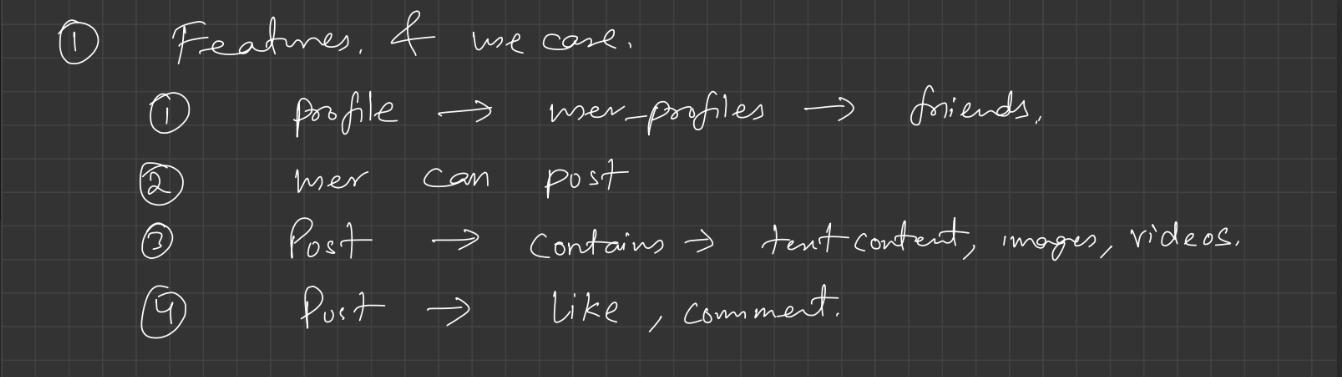 ① Features, & use case.
① profile → user_profiles → friends,
② user can post
③ Post → Contains → text content, images, videos.
④ Post → Like, comment.